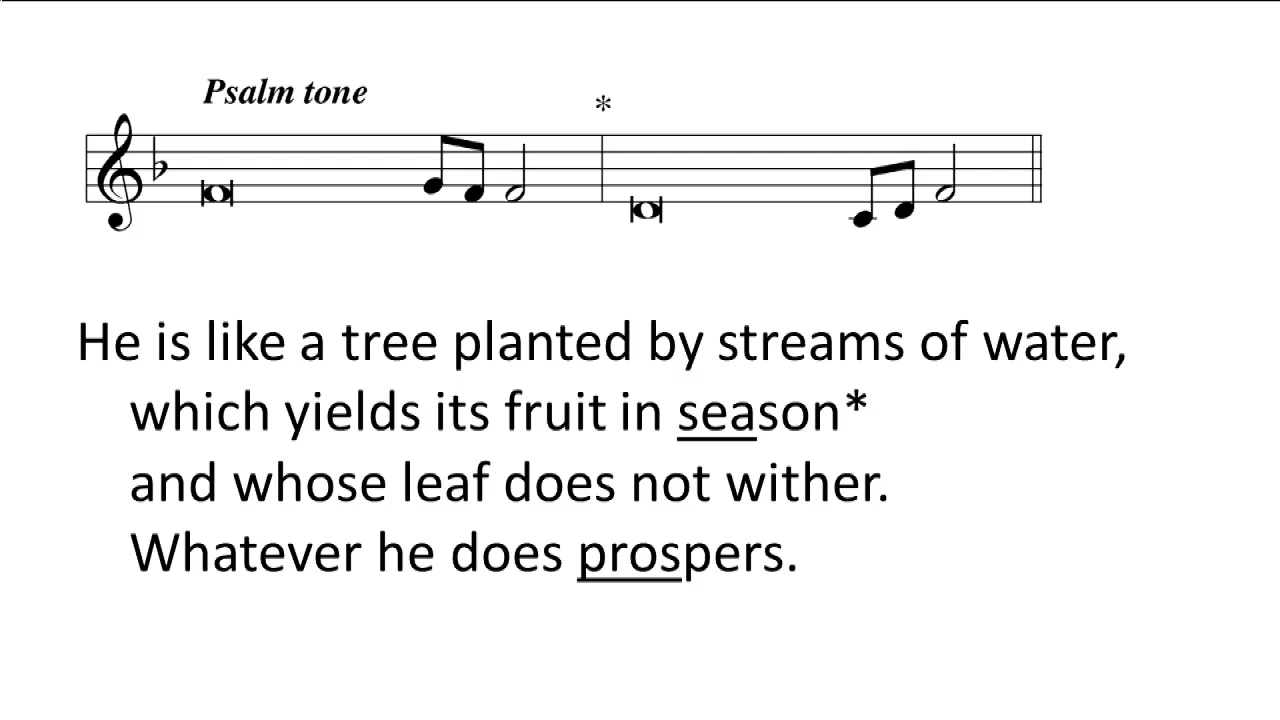 Psalm tone
*
He is like a tree planted by streams of water,
which yields its fruit in season*
and whose leaf does not wither.
Whatever he does prospers.